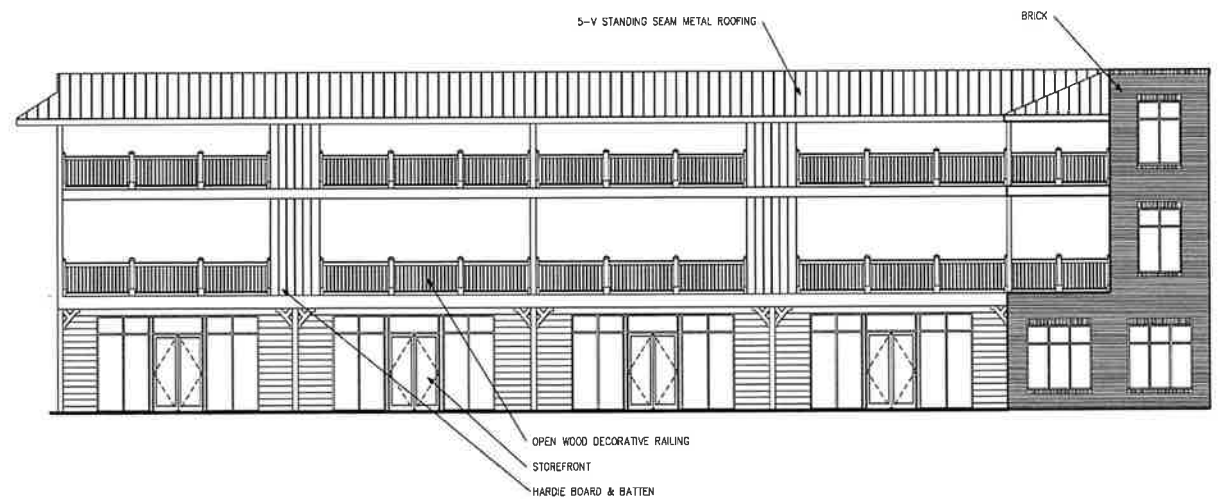 BRICK
5-V STANDING SEAM METAL ROOFING
OPEN WOOD DECORATIVE RAILING
STOREFRONT
HARDIE BOARD & BATTEN